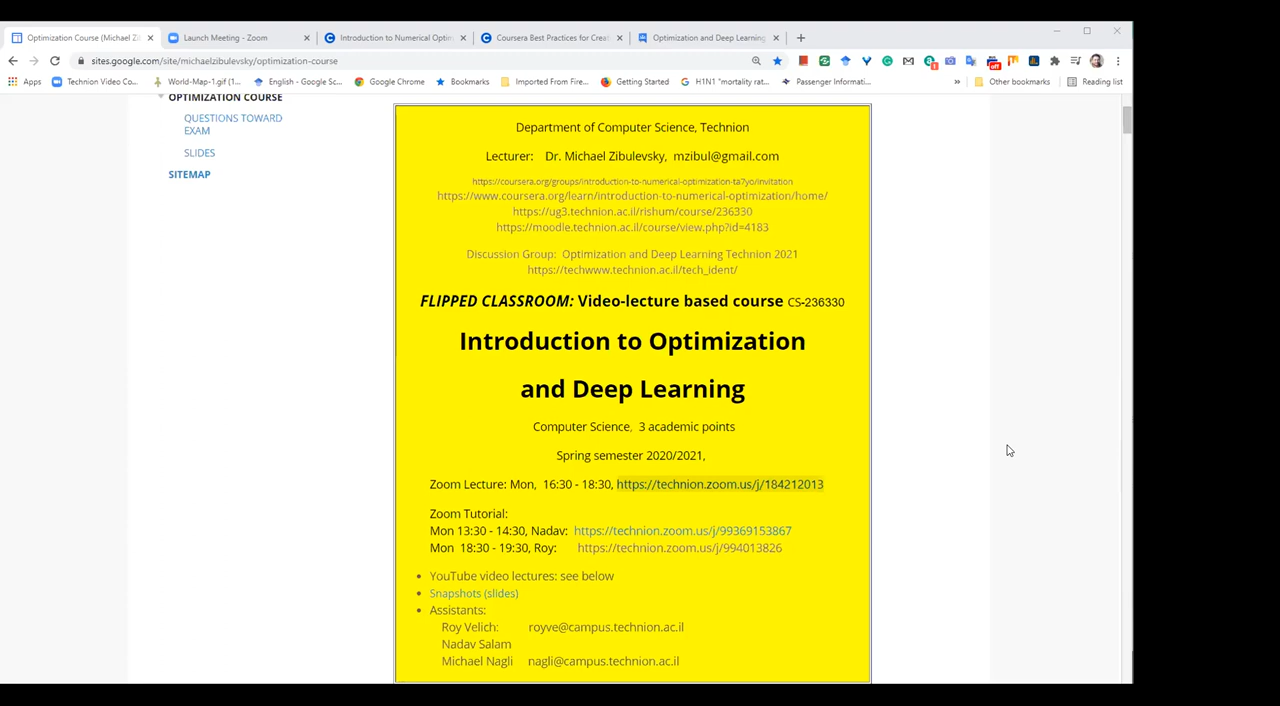 Optimization Course (Michael Zi
Launch Meeting - Zoom
Introduction to Numerical Optim
Coursera Best Practices for Crea
Optimization and Deep Learning
sites.google.com/site/michaelzibulevsky/optimization-course
Apps
Technion Video Co...
World-Map-1.gif (1...
English - Google Sc...
Google Chrome
Bookmarks
Imported From Fire...
Getting Started
H1N1 "mortality rat...
Passenger Informati...
»
Other bookmarks
Reading list
OPTIMIZATION COURSE
QUESTIONS TOWARD
EXAM
SLIDES
SITEMAP
Department of Computer Science, Technion
Lecturer: Dr. Michael Zibulevsky, mzibul@gmail.com
https://coursera.org/groups/introduction-to-numerical-optimization-ta7yo/invitation
https://www.coursera.org/learn/introduction-to-numerical-optimization/home/
https://ug3.technion.ac.il/rishum/course/236330
https://moodle.technion.ac.il/course/view.php?id=4183
Discussion Group: Optimization and Deep Learning Technion 2021
https://techwww.technion.ac.il/tech_ident/
FLIPPED CLASSROOM: Video-lecture based course CS-236330
Introduction to Optimization
and Deep Learning
Computer Science, 3 academic points
Spring semester 2020/2021,
Zoom Lecture: Mon, 16:30 - 18:30, https://technion.zoom.us/j/184212013
Zoom Tutorial:
Mon 13:30 - 14:30, Nadav: https://technion.zoom.us/j/99369153867
Mon 18:30 - 19:30, Roy: https://technion.zoom.us/j/994013826
• YouTube video lectures: see below
• Snapshots (slides)
• Assistants:
Roy Velich: royve@campus.technion.ac.il
Nadav Salam
Michael Nagli nagli@campus.technion.ac.il